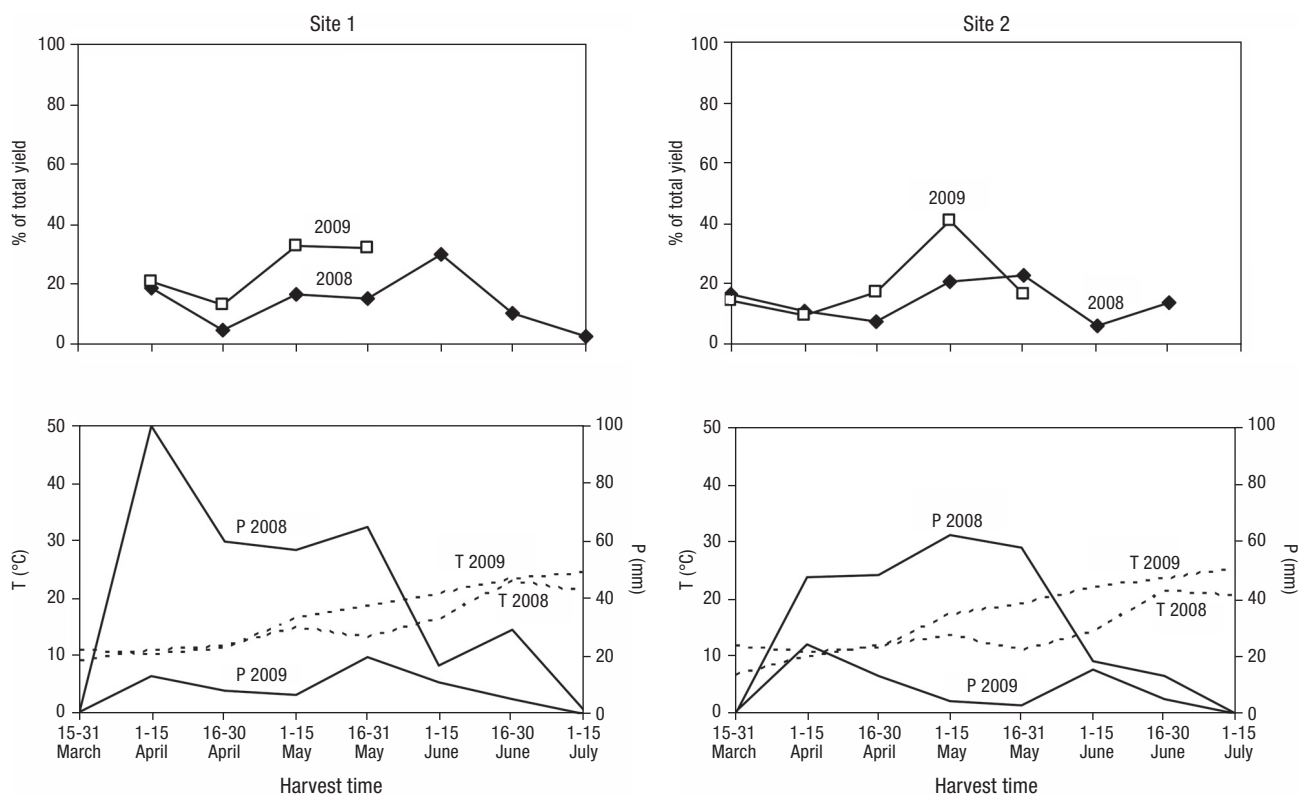 Site 1
% of total yield
100
80
60
40
20
0
2009
2008
Site 2
% of total yield
100
80
60
40
20
0
2009
2008
T (°C)
50
40
30
20
10
0
P 2008
T 2009
T 2008
P 2009
100
80
60
40
20
0
P (mm)
15-31 March
1-15 April
16-30 April
1-15 May
16-31 May
1-15 June
16-30 June
1-15 July
Harvest time
T (°C)
50
40
30
20
10
0
P 2008
T 2009
T 2008
P 2009
100
80
60
40
20
0
P (mm)
15-31 March
1-15 April
16-30 April
1-15 May
16-31 May
1-15 June
16-30 June
1-15 July
Harvest time